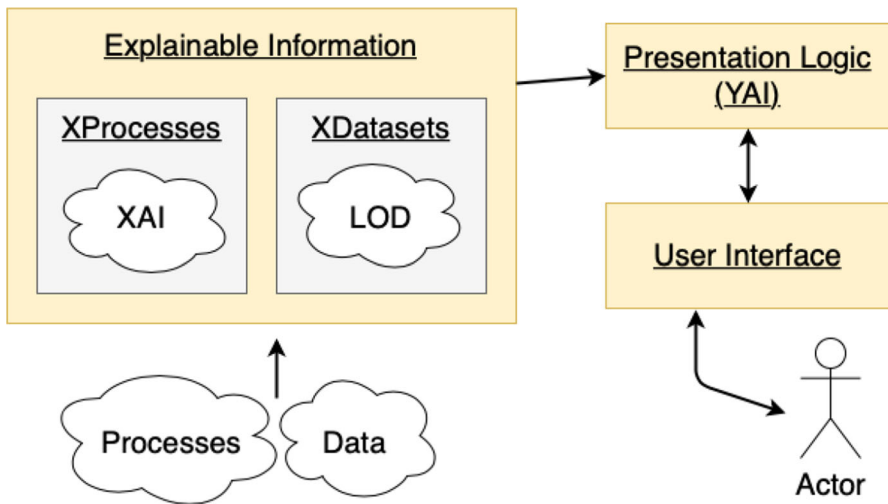 Explainable Information
XProcesses
XAI
XDatasets
LOD
Processes
Data
Presentation Logic
(YAI)
User Interface
Actor